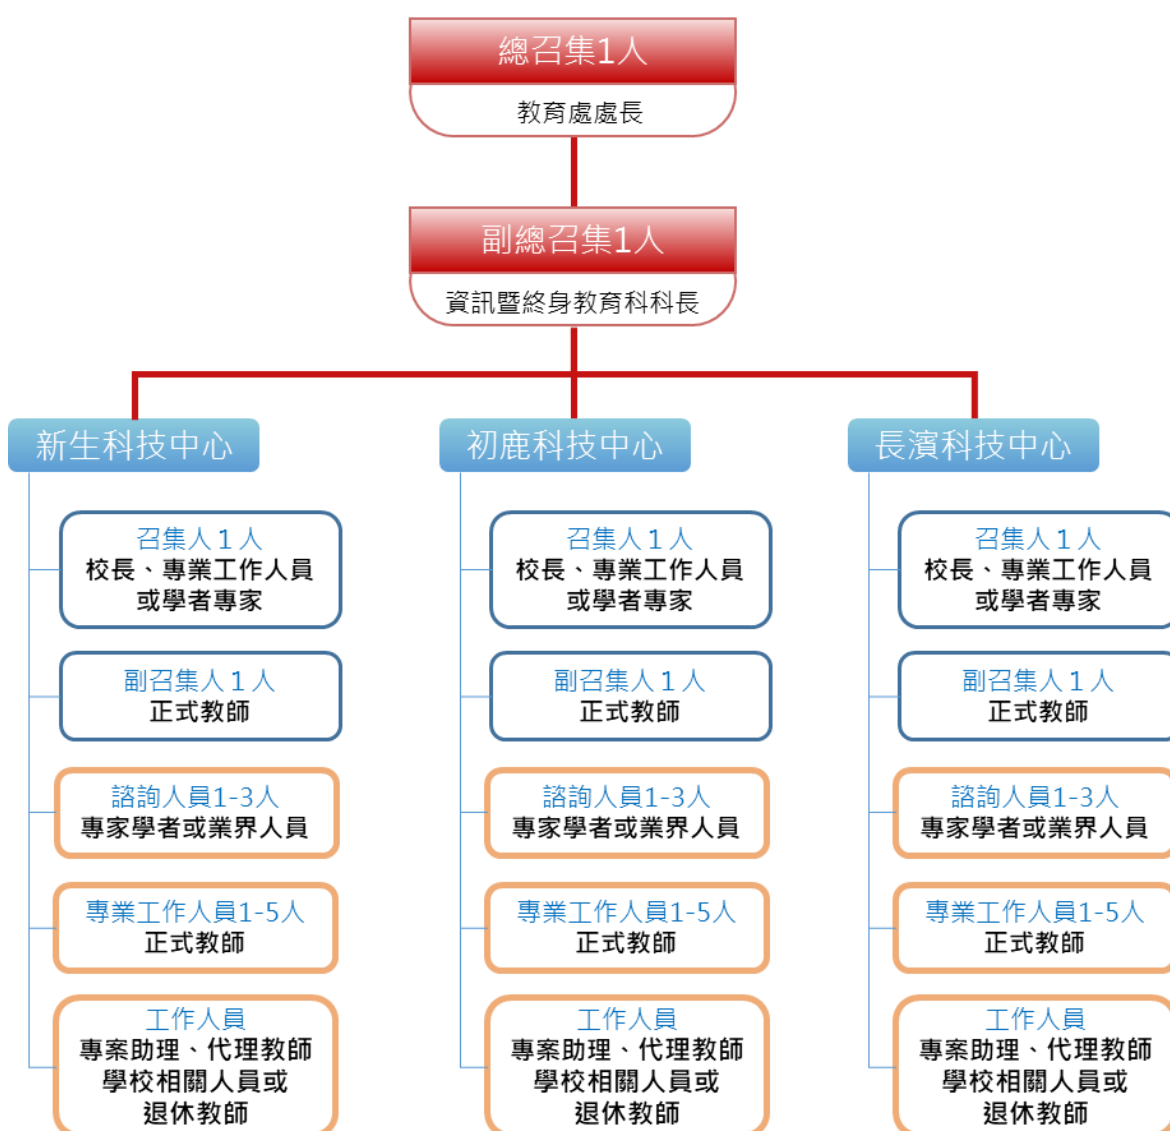 總召集1人
教育處處長
副總召集1人
資訊暨終身教育科科長
新生科技中心
召集人1人
校長、專業工作人員
或學者專家
副召集人1人
正式教師
諮詢人員1-3人
專家學者或業界人員
專業工作人員1-5人
正式教師
工作人員
專案助理、代理教師
學校相關人員或
退休教師
初鹿科技中心
召集人1人
校長、專業工作人員
或學者專家
副召集人1人
正式教師
諮詢人員1-3人
專家學者或業界人員
專業工作人員1-5人
正式教師
工作人員
專案助理、代理教師
學校相關人員或
退休教師
長濱科技中心
召集人1人
校長、專業工作人員
或學者專家
副召集人1人
正式教師
諮詢人員1-3人
專家學者或業界人員
專業工作人員1-5人
正式教師
工作人員
專案助理、代理教師
學校相關人員或
退休教師